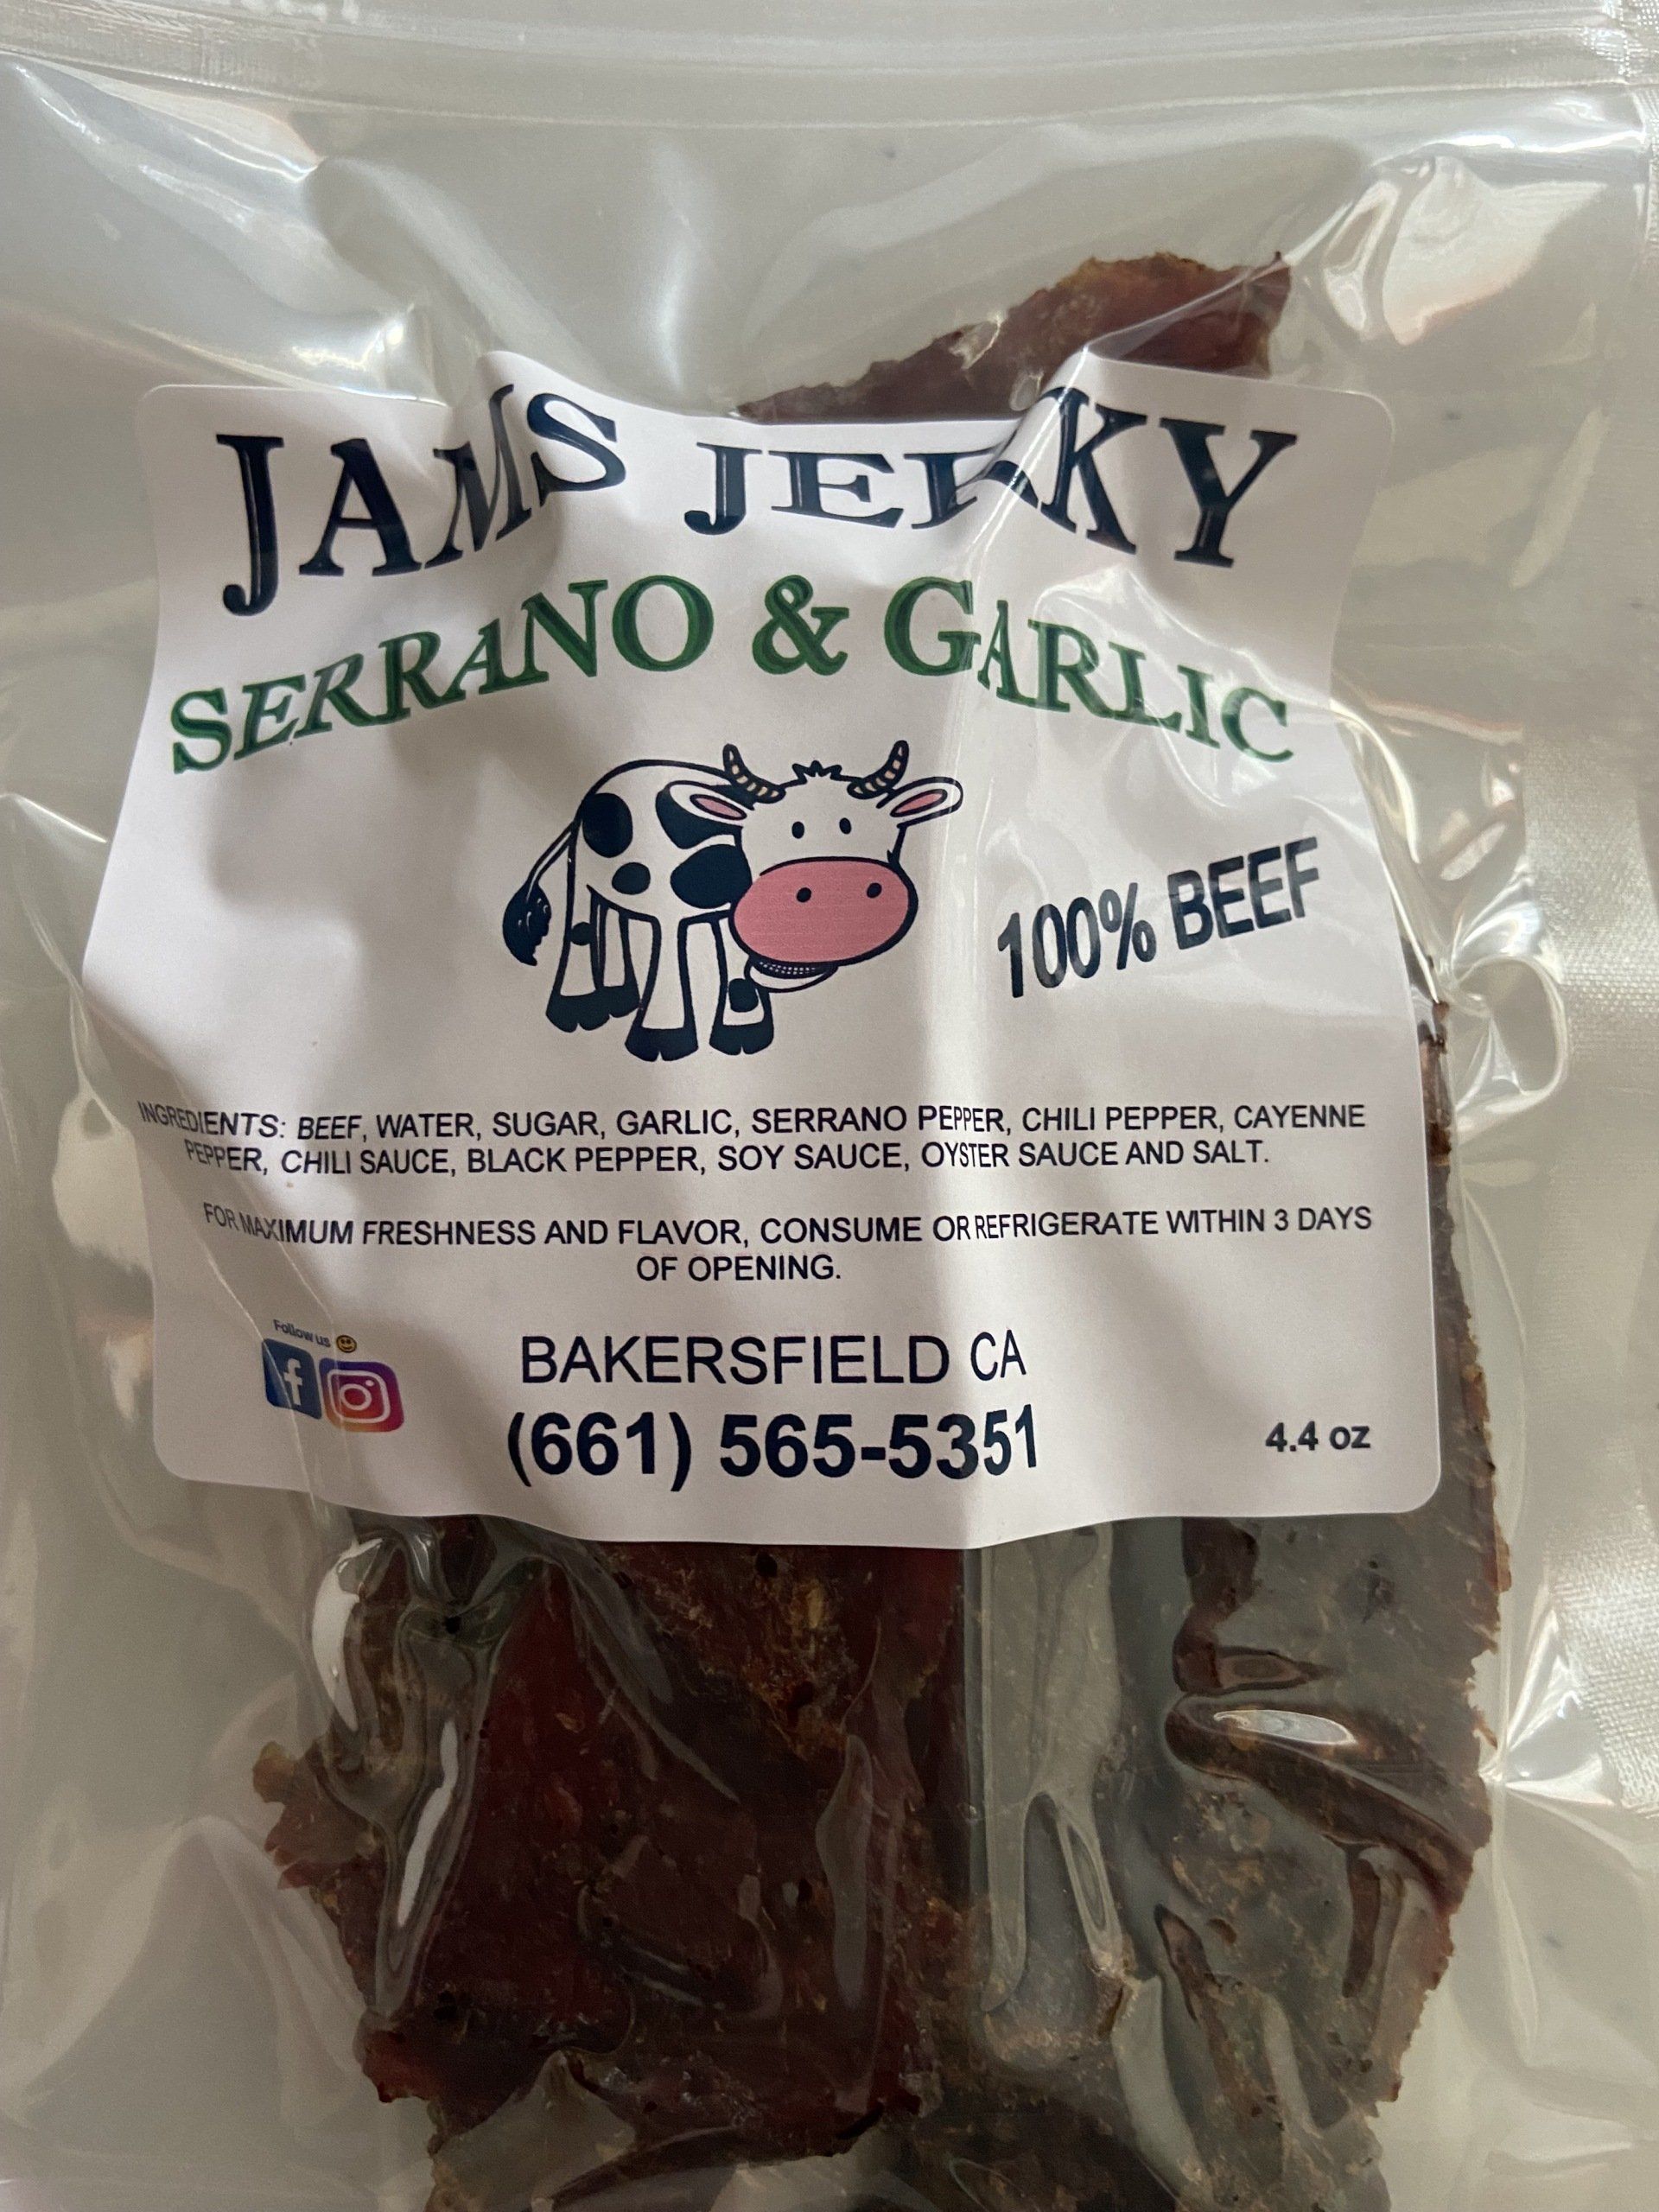 JAMS JERKY
SERRANO & GARLIC
100% BEEF
INGREDIENTS: BEEF, WATER, SUGAR, GARLIC, SERRANO PEPPER, CHILI PEPPER, CAYENNE
PEPPER, CHILI SAUCE, BLACK PEPPER, SOY SAUCE, OYSTER SAUCE AND SALT.
FOR MAXIMUM FRESHNESS AND FLAVOR, CONSUME OR REFRIGERATE WITHIN 3 DAYS
OF OPENING.
Follow us
BAKERSFIELD CA
(661) 565-5351
4.4 oz